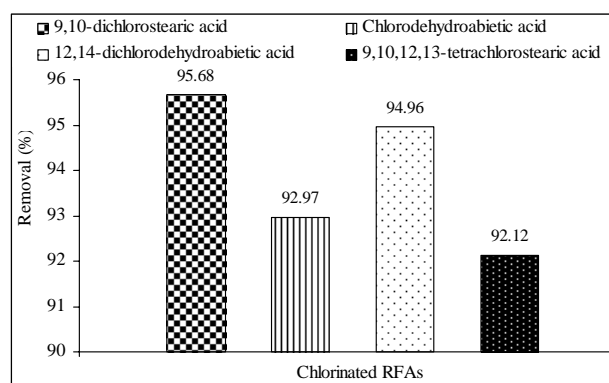 9,10-dichlorostearic acid Chlorodehydroabietic acid
12,14-dichlorodehydroabietic acid 9,10,12,13-tetrachlorostearic acid
96
95
94
93
92
91
90
Removal (%)
95.68
92.97
94.96
92.12
Chlorinated RFAs